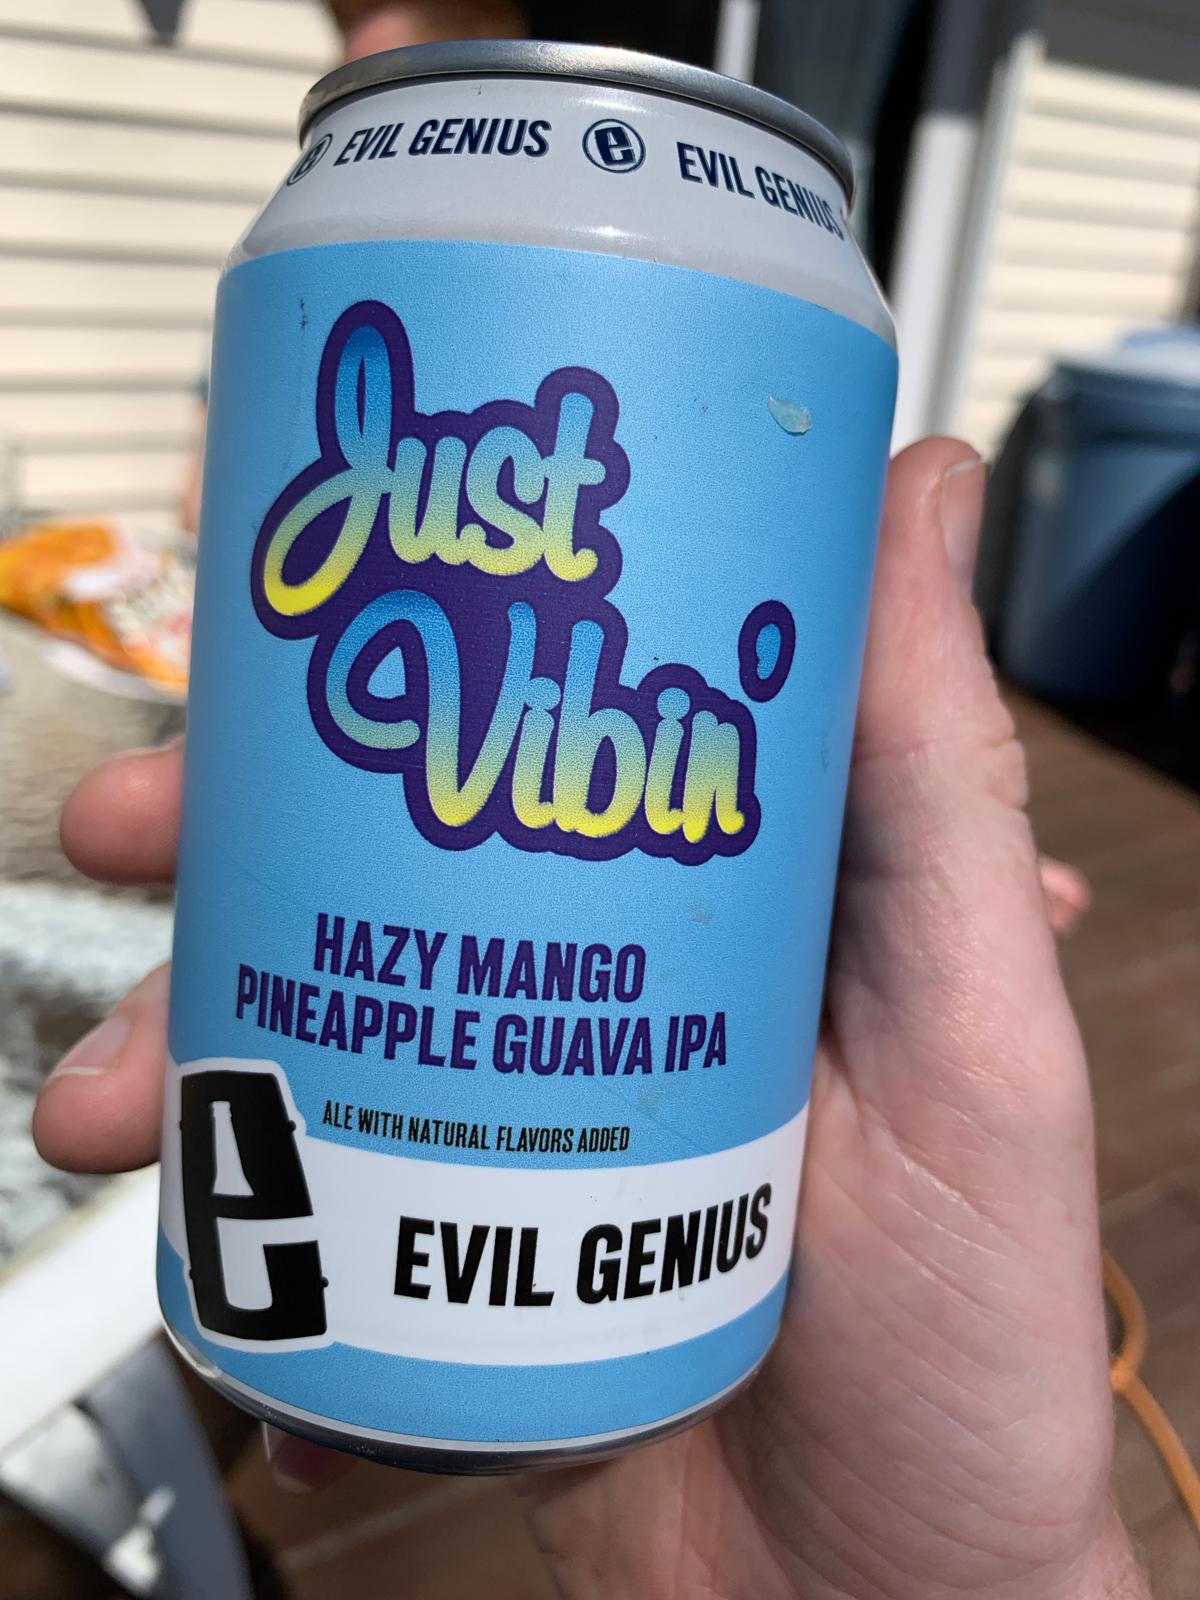 e EVIL GENIUS e EVIL GENIUS
Just
Vibin'
HAZY MANGO
PINEAPPLE GUAVA IPA
ALE WITH NATURAL FLAVORS ADDED
e EVIL GENIUS